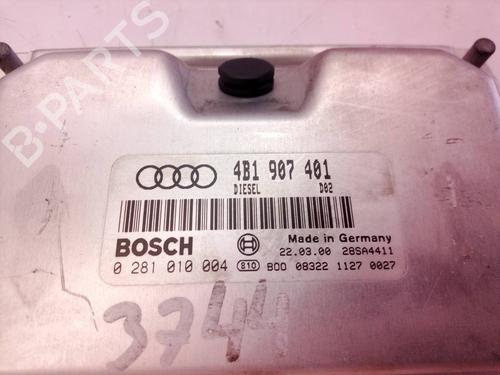 B-PARTS
4B1 907 401
DIESEL D02
BOSCH Made in Germany
22.03.00 28SA4411
0 281 010 004 810 B00 08322 1127 0027
3744